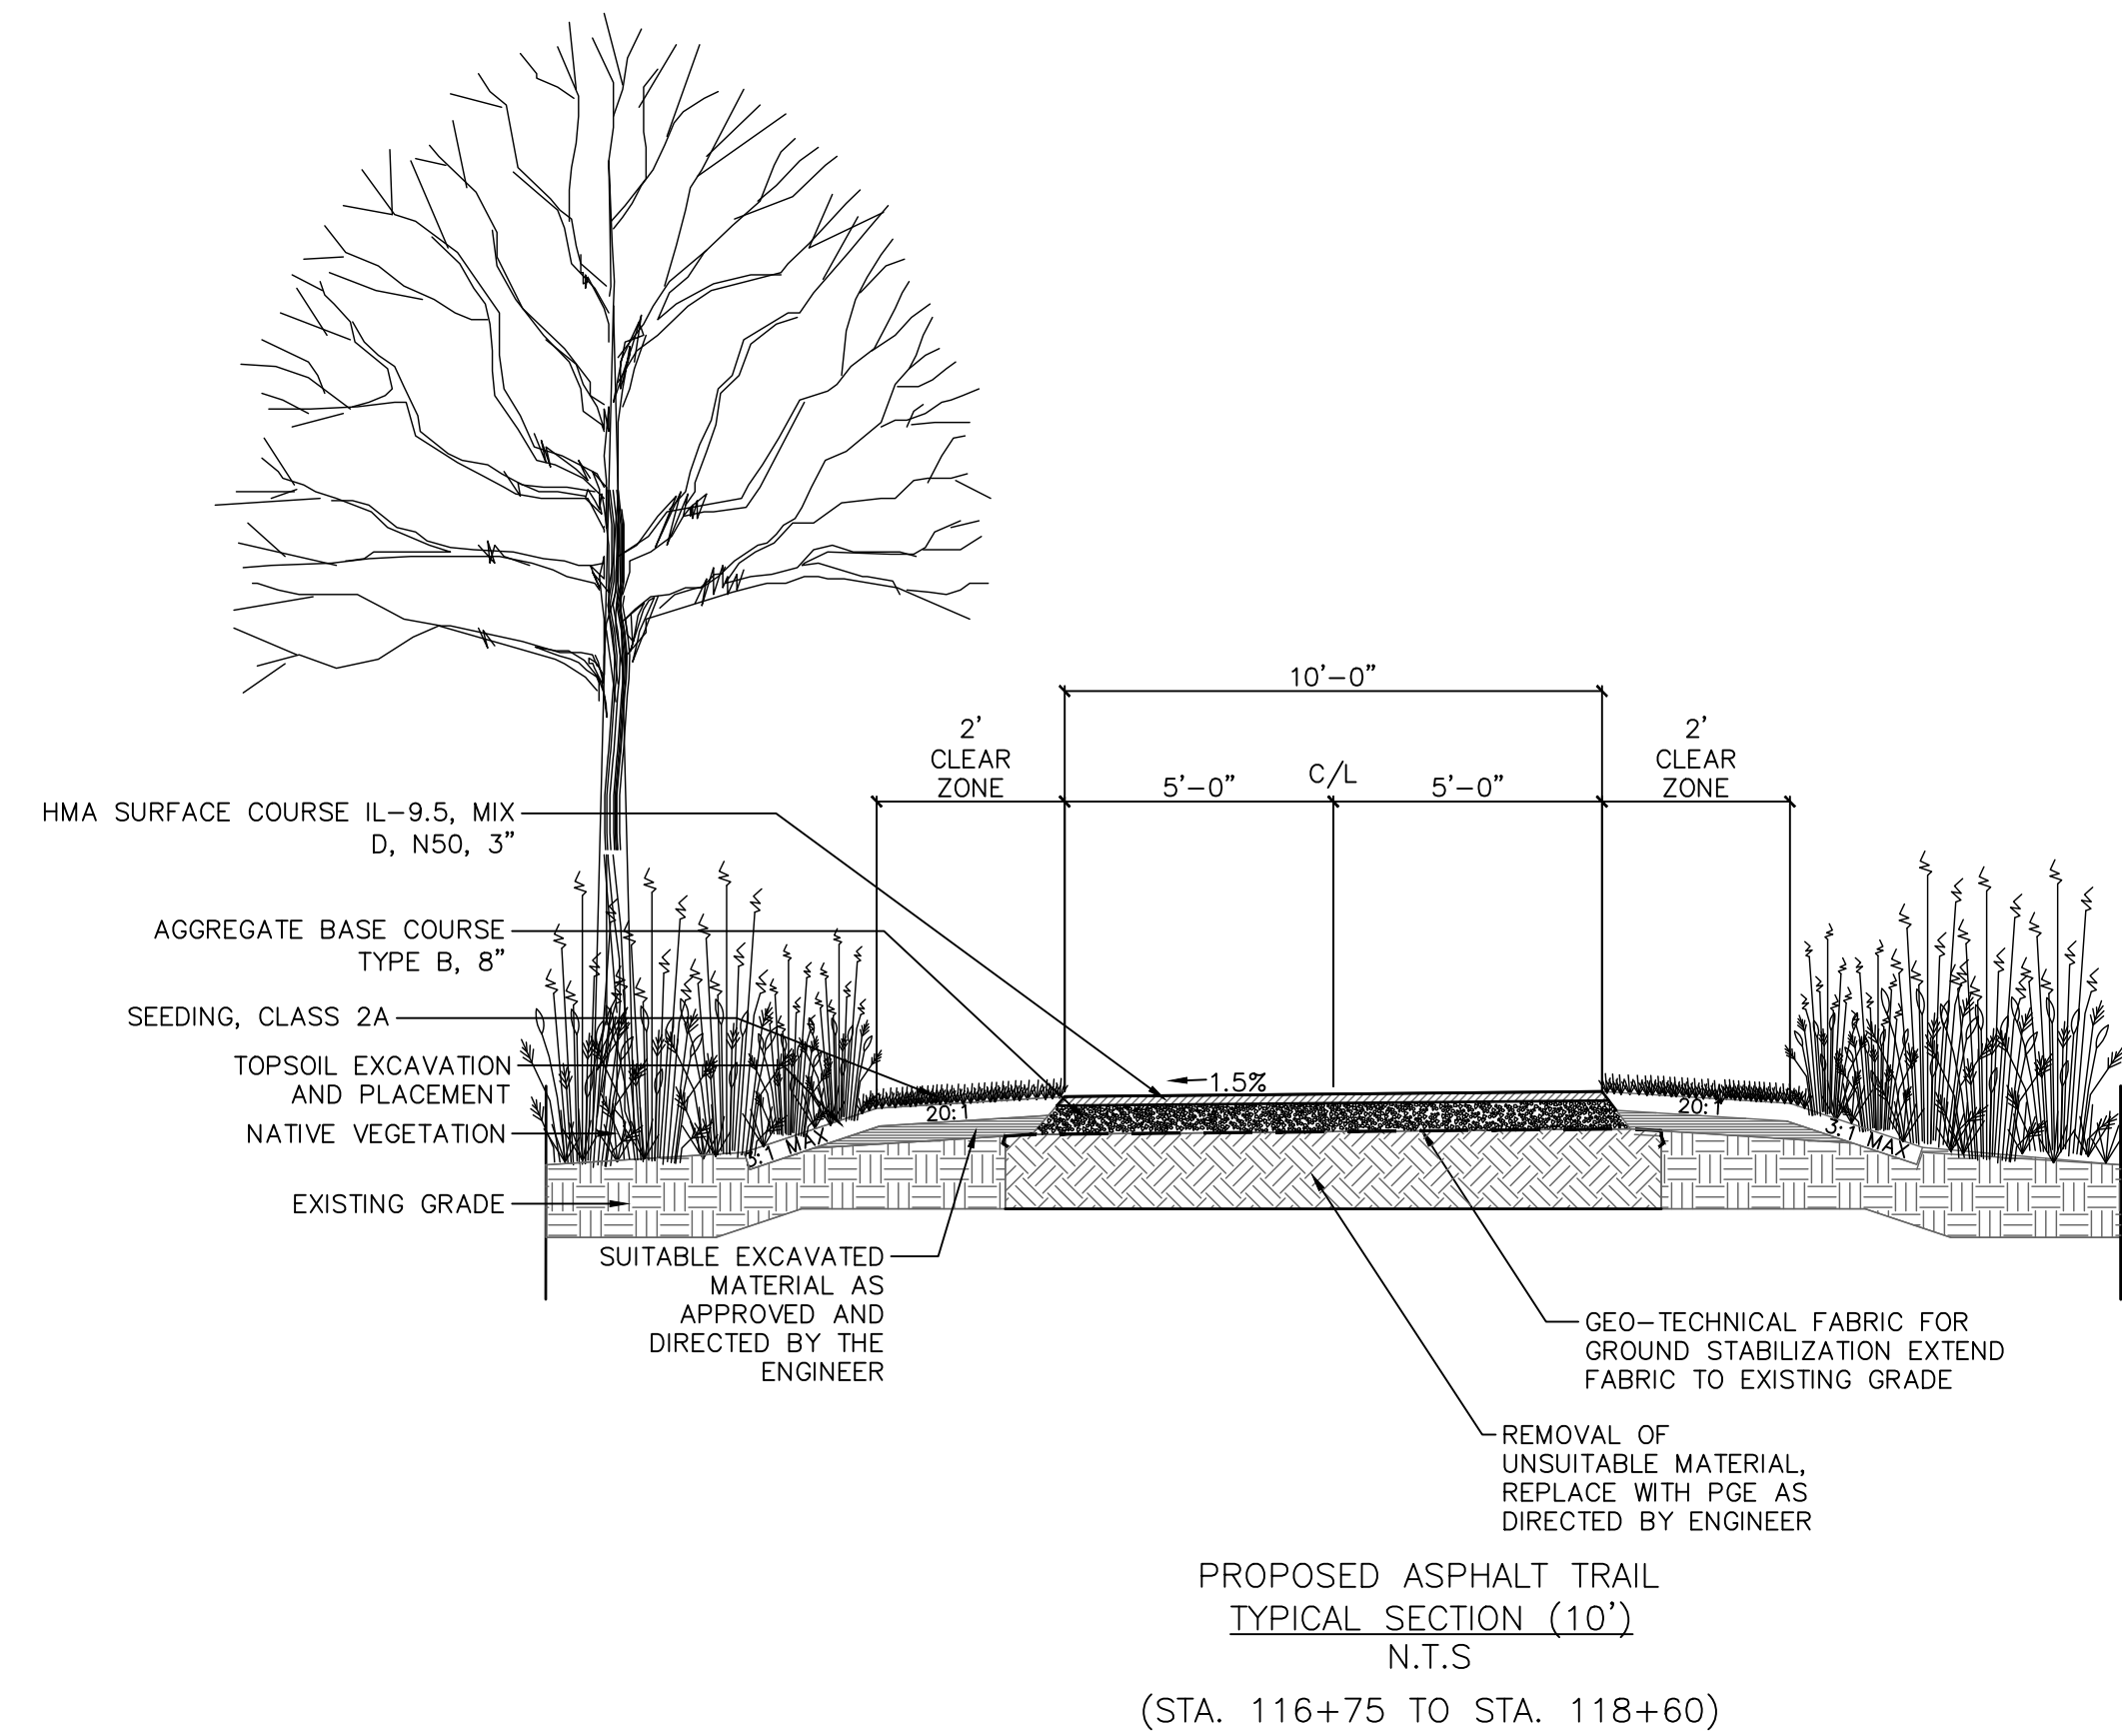 10'-0"
2'
CLEAR
ZONE
5'-0"
C/L
5'-0"
2'
CLEAR
ZONE
HMA SURFACE COURSE IL-9.5, MIX
D, N50, 3"
AGGREGATE BASE COURSE
TYPE B, 8"
SEEDING, CLASS 2A
TOPSOIL EXCAVATION
AND PLACEMENT
NATIVE VEGETATION
EXISTING GRADE
1.5%
20:1
20:1
3:1 MAX
3:1 MAX
SUITABLE EXCAVATED
MATERIAL AS
APPROVED AND
DIRECTED BY THE
ENGINEER
GEO-TECHNICAL FABRIC FOR
GROUND STABILIZATION EXTEND
FABRIC TO EXISTING GRADE
REMOVAL OF
UNSUITABLE MATERIAL,
REPLACE WITH PGE AS
DIRECTED BY ENGINEER
PROPOSED ASPHALT TRAIL
TYPICAL SECTION (10')
N.T.S
(STA. 116+75 TO STA. 118+60)